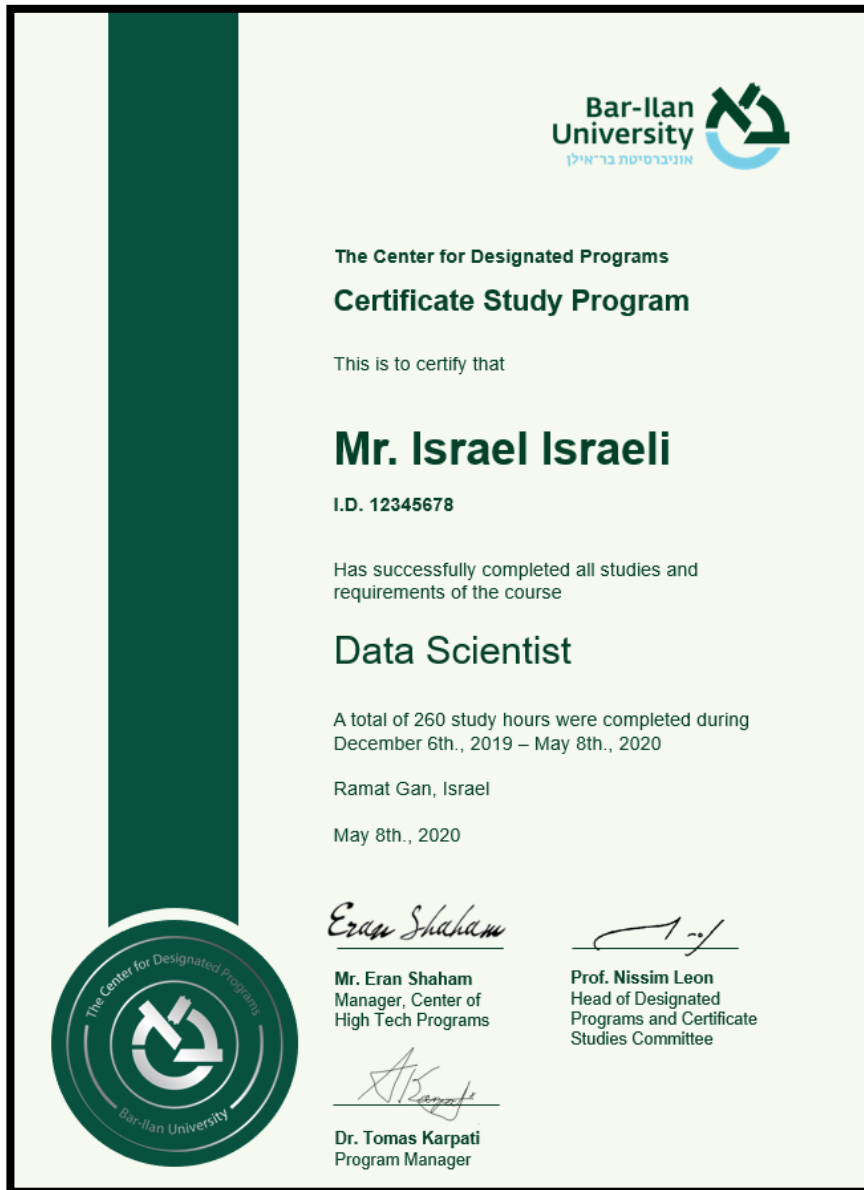 Bar-Ilan
University
אוניברסיטת בר־אילן
The Center for Designated Programs
Certificate Study Program
This is to certify that
Mr. Israel Israeli
I.D. 12345678
Has successfully completed all studies and
requirements of the course
Data Scientist
A total of 260 study hours were completed during
December 6th., 2019 – May 8th., 2020
Ramat Gan, Israel
May 8th., 2020
Eran Shaham
Mr. Eran Shaham
Manager, Center of
High Tech Programs
Prof. Nissim Leon
Head of Designated
Programs and Certificate
Studies Committee
Dr. Tomas Karpati
Program Manager
The Center for Designated Programs
Bar-Ilan University